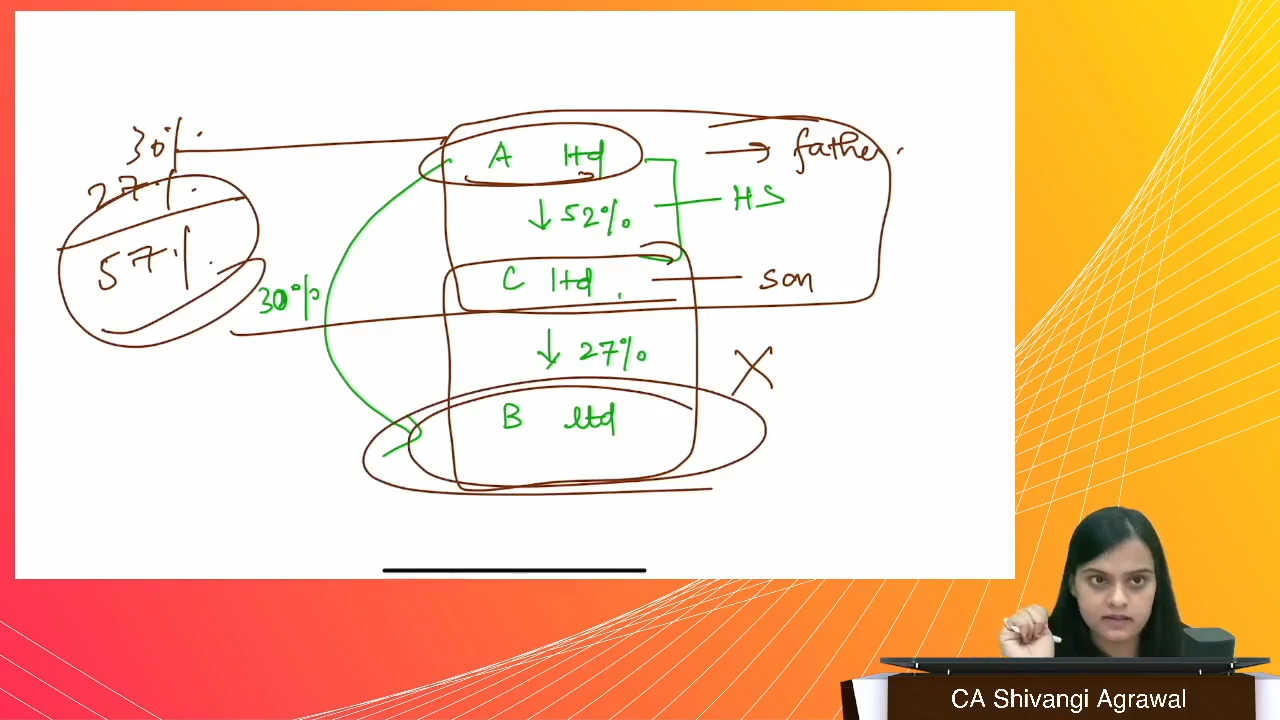 30%.
27%.
57%.
A ltd → father.
↓ 52% HS
30%
C ltd. son
↓ 27%
X
B ltd
CA Shivangi Agrawal